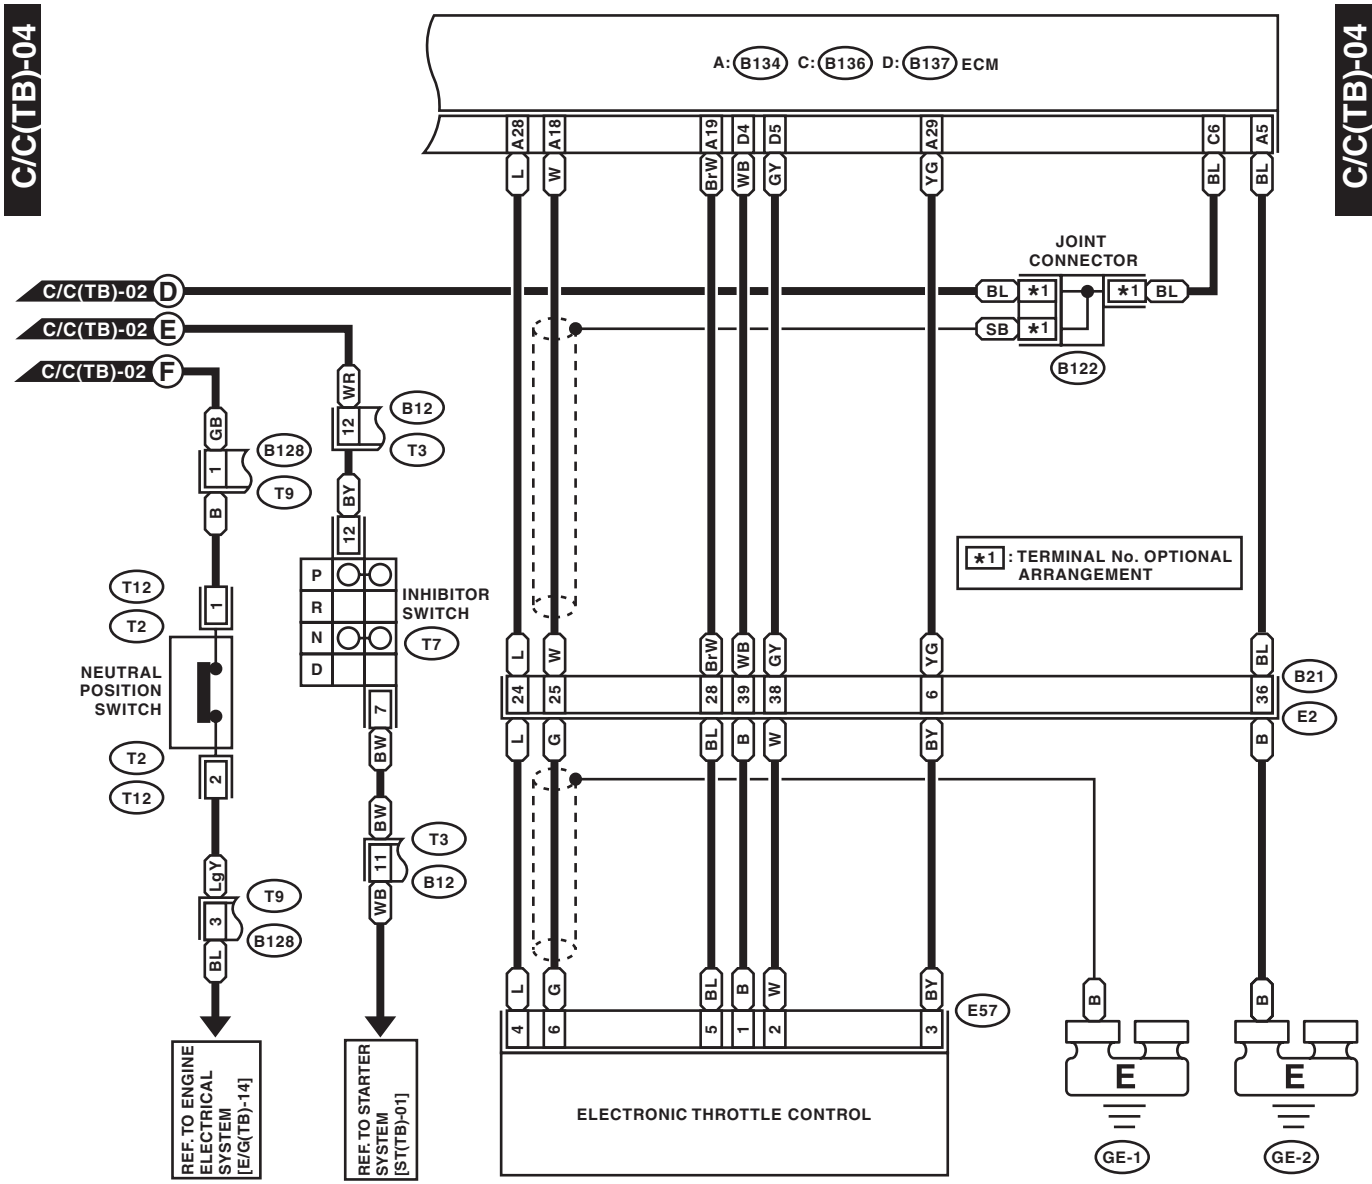 C/C(TB)-04
C/C(TB)-04
A: B134 C: B136 D: B137 ECM
A28 A18 A19 D4 D5 A29 C6 A5
L W BrW WB GY YG BL BL
JOINT
CONNECTOR
C/C(TB)-02 D
BL *1 *1 BL
C/C(TB)-02 E
SB *1
B122
C/C(TB)-02 F
WR
12
B12
T3
GB
1
B128
T9
B
BY
12
*1 : TERMINAL No. OPTIONAL
ARRANGEMENT
T12
1
T2
P
R
N
D
INHIBITOR
SWITCH
T7
NEUTRAL
POSITION
SWITCH
7
BW
T2
2
T12
L W BrW WB GY YG BL
24 25 28 39 38 6 36
B21
E2
L G BL B W BY B
BW
11
T3
B12
WB
LgY
3
T9
B128
BL
L G BL B W BY B B
4 6 5 1 2 3
E57
REF. TO ENGINE
ELECTRICAL
SYSTEM
[E/G(TB)-14]
REF. TO STARTER
SYSTEM
[ST(TB)-01]
ELECTRONIC THROTTLE CONTROL
E E
GE-1 GE-2